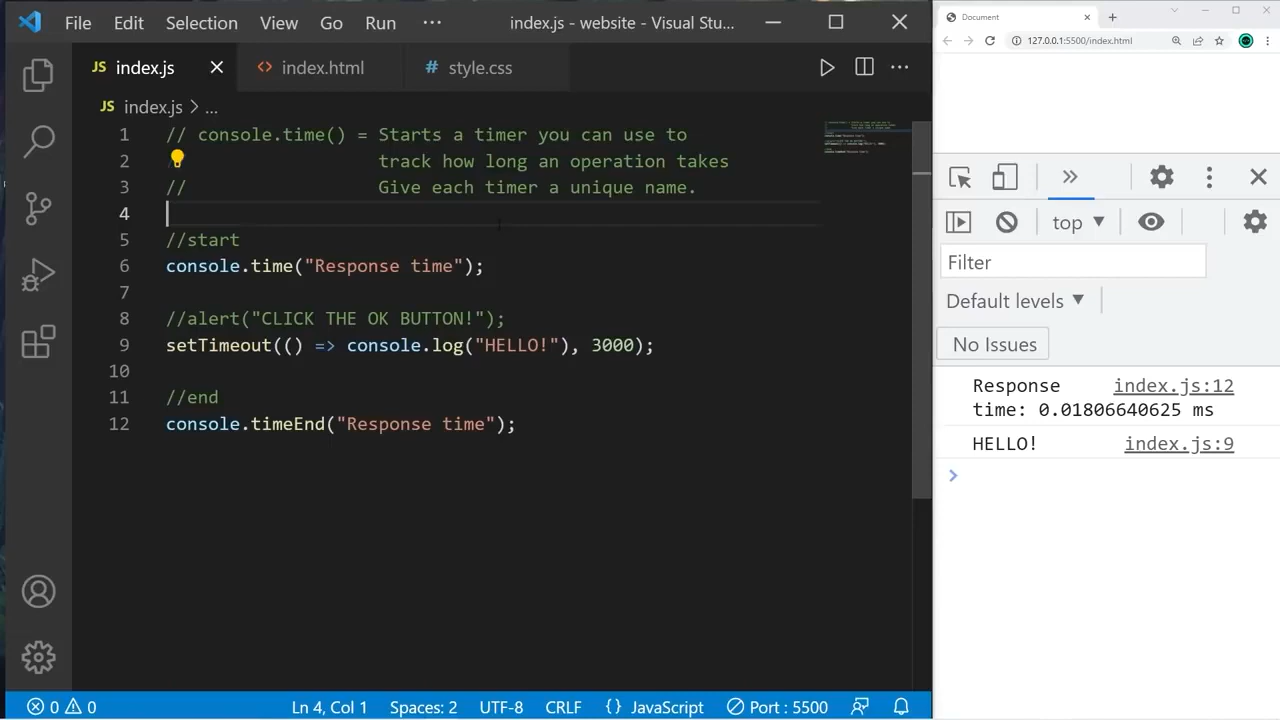 File Edit Selection View Go Run ··· index.js - website - Visual Stu...
JS index.js <> index.html # style.css
JS index.js > ...
1 // console.time() = Starts a timer you can use to
2 track how long an operation takes
3 // Give each timer a unique name.
4
5 //start
6 console.time("Response time");
7
8 //alert("CLICK THE OK BUTTON!");
9 setTimeout(() => console.log("HELLO!"), 3000);
10
11 //end
12 console.timeEnd("Response time");
0 0 Ln 4, Col 1 Spaces: 2 UTF-8 CRLF {} JavaScript Port : 5500
Document
127.0.0.1:5500/index.html
top
Filter
Default levels
No Issues
Response index.js:12
time: 0.01806640625 ms
HELLO! index.js:9